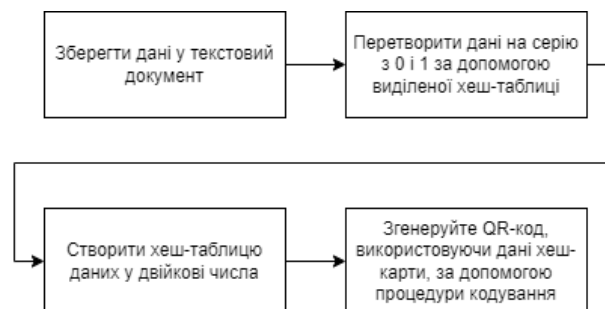 Зберегти дані у текстовий
документ
Перетворити дані на серію
з 0 і 1 за допомогою
виділеної хеш-таблиці
Створити хеш-таблицю
даних у двійкові числа
Згенеруйте QR-код,
використовуючи дані хеш-
карти, за допомогою
процедури кодування